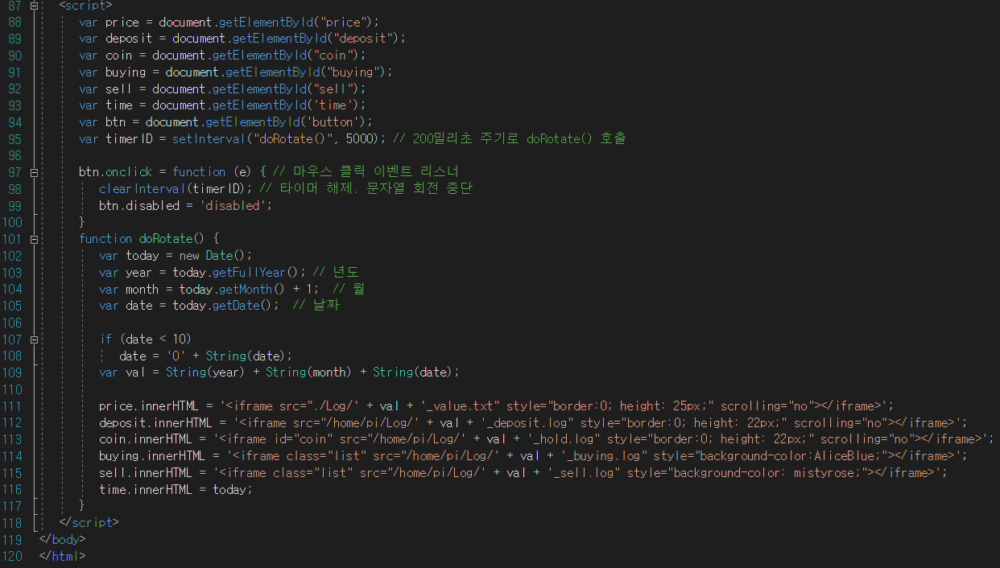 87 <script>
88 var price = document.getElementById("price");
89 var deposit = document.getElementById("deposit");
90 var coin = document.getElementById("coin");
91 var buying = document.getElementById("buying");
92 var sell = document.getElementById("sell");
93 var time = document.getElementById('time');
94 var btn = document.getElementById('button');
95 var timerID = setInterval("doRotate()", 5000); // 200밀리초 주기로 doRotate() 호출
96
97 btn.onclick = function (e) { // 마우스 클릭 이벤트 리스너
98 clearInterval(timerID); // 타이머 해제. 문자열 회전 중단
99 btn.disabled = 'disabled';
100 }
101 function doRotate() {
102 var today = new Date();
103 var year = today.getFullYear(); // 년도
104 var month = today.getMonth() + 1;  // 월
105 var date = today.getDate();  // 날짜
106
107 if (date < 10)
108 date = '0' + String(date);
109 var val = String(year) + String(month) + String(date);
110
111 price.innerHTML = '<iframe src="./Log/' + val + '_value.txt" style="border:0; height: 25px;" scrolling="no"></iframe>';
112 deposit.innerHTML = '<iframe src="/home/pi/Log/' + val + '_deposit.log" style="border:0; height: 22px;" scrolling="no"></iframe>';
113 coin.innerHTML = '<iframe id="coin" src="/home/pi/Log/' + val + '_hold.log" style="border:0; height: 22px;" scrolling="no"></iframe>';
114 buying.innerHTML = '<iframe class="list" src="/home/pi/Log/' + val + '_buying.log" style="background-color:AliceBlue;"></iframe>';
115 sell.innerHTML = '<iframe class="list" src="/home/pi/Log/' + val + '_sell.log" style="background-color: mistyrose;"></iframe>';
116 time.innerHTML = today;
117 }
118 </script>
119 </body>
120 </html>